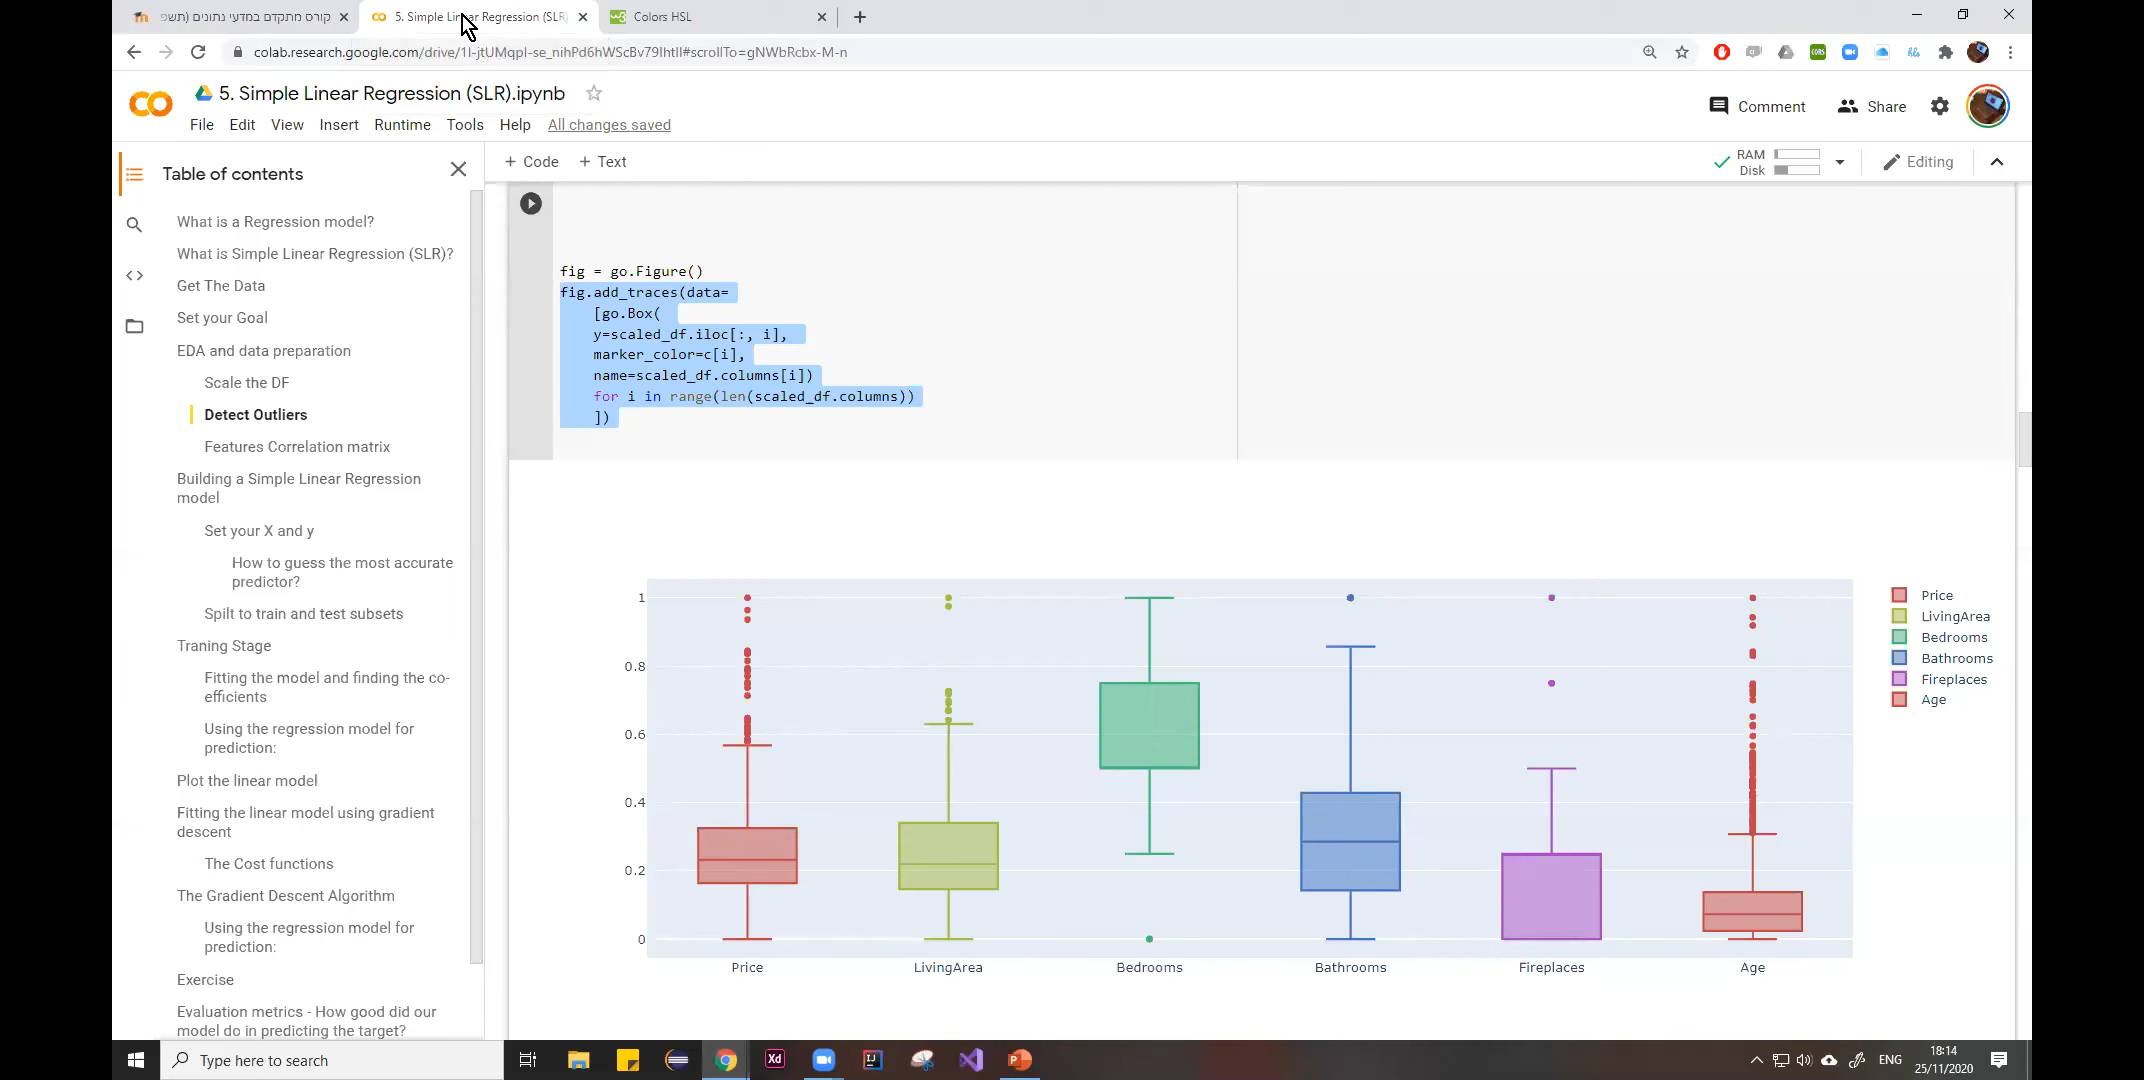 קורס מתקדם במדעי נתונים (תשפ
5. Simple Linear Regression (SLR)
Colors HSL
colab.research.google.com/drive/1I-jtUMqpI-se_nihPd6hWScBv79IhtlI#scrollTo=gNWbRcbx-M-n
5. Simple Linear Regression (SLR).ipynb
Comment
Share
File Edit View Insert Runtime Tools Help All changes saved
Table of contents
+ Code + Text
RAM
Disk
Editing
What is a Regression model?
What is Simple Linear Regression (SLR)?
Get The Data
Set your Goal
EDA and data preparation
Scale the DF
Detect Outliers
Features Correlation matrix
Building a Simple Linear Regression
model
Set your X and y
How to guess the most accurate
predictor?
Spilt to train and test subsets
Traning Stage
Fitting the model and finding the co-
efficients
Using the regression model for
prediction:
Plot the linear model
Fitting the linear model using gradient
descent
The Cost functions
The Gradient Descent Algorithm
Using the regression model for
prediction:
Exercise
Evaluation metrics - How good did our
model do in predicting the target?
fig = go.Figure()
fig.add_traces(data=
[go.Box(
y=scaled_df.iloc[:, i],
marker_color=c[i],
name=scaled_df.columns[i])
for i in range(len(scaled_df.columns))
])
1
0.8
0.6
0.4
0.2
0
Price LivingArea Bedrooms Bathrooms Fireplaces Age
Price
LivingArea
Bedrooms
Bathrooms
Fireplaces
Age
Type here to search
Xd
IJ
ENG
18:14
25/11/2020